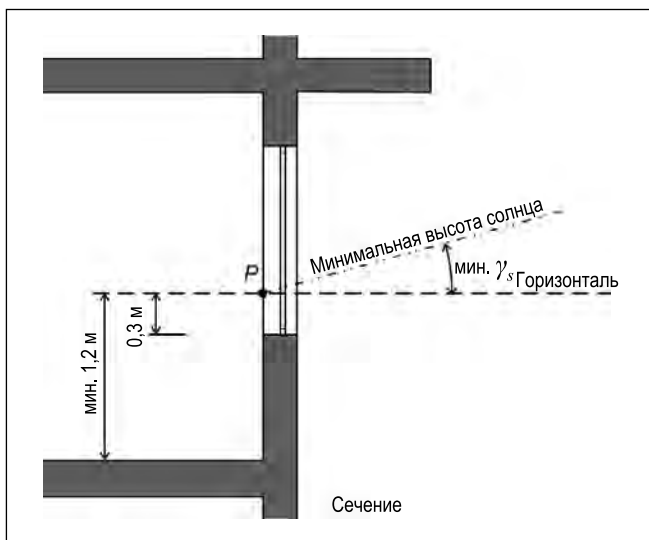 Минимальная высота солнца
P
мин. γs
Горизонталь
0,3 м
мин. 1,2 м
Сечение